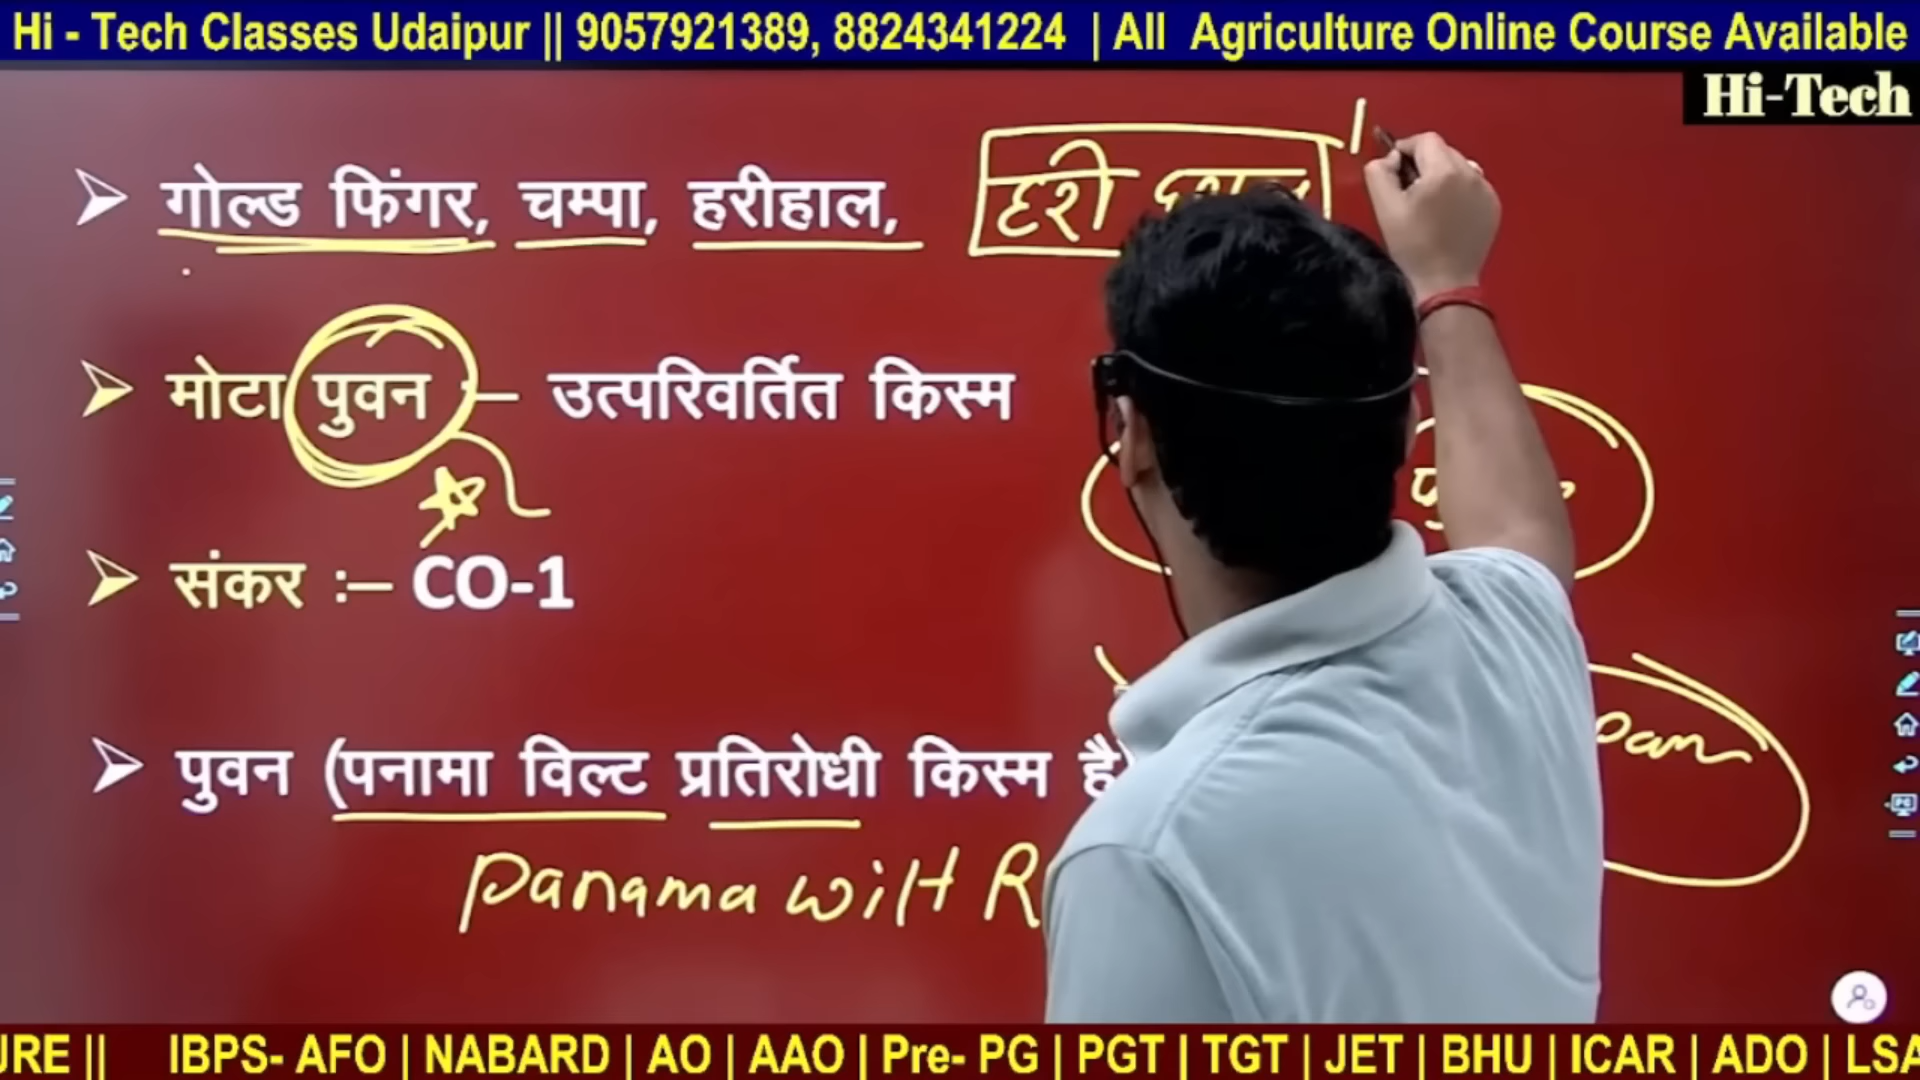 Hi - Tech Classes Udaipur || 9057921389, 8824341224 | All Agriculture Online Course Available
Hi-Tech
गोल्ड फिंगर, चम्पा, हरीहाल,
हरी
मोटा पुवन :– उत्परिवर्तित किस्म
संकर :– CO-1
पुवन (पनामा विल्ट प्रतिरोधी किस्म है)
Panama wilt R
URE || IBPS- AFO | NABARD | AO | AAO | Pre- PG | PGT | TGT | JET | BHU | ICAR | ADO | LSA